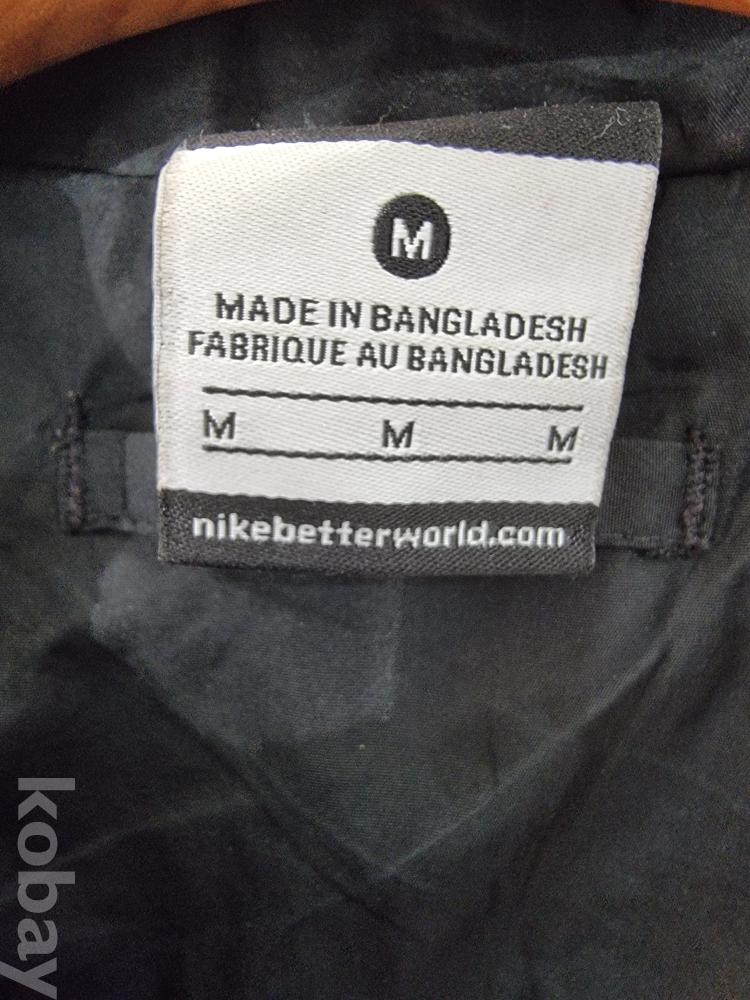 M
MADE IN BANGLADESH
FABRIQUE AU BANGLADESH
M M M
nikebetterworld.com
kobay